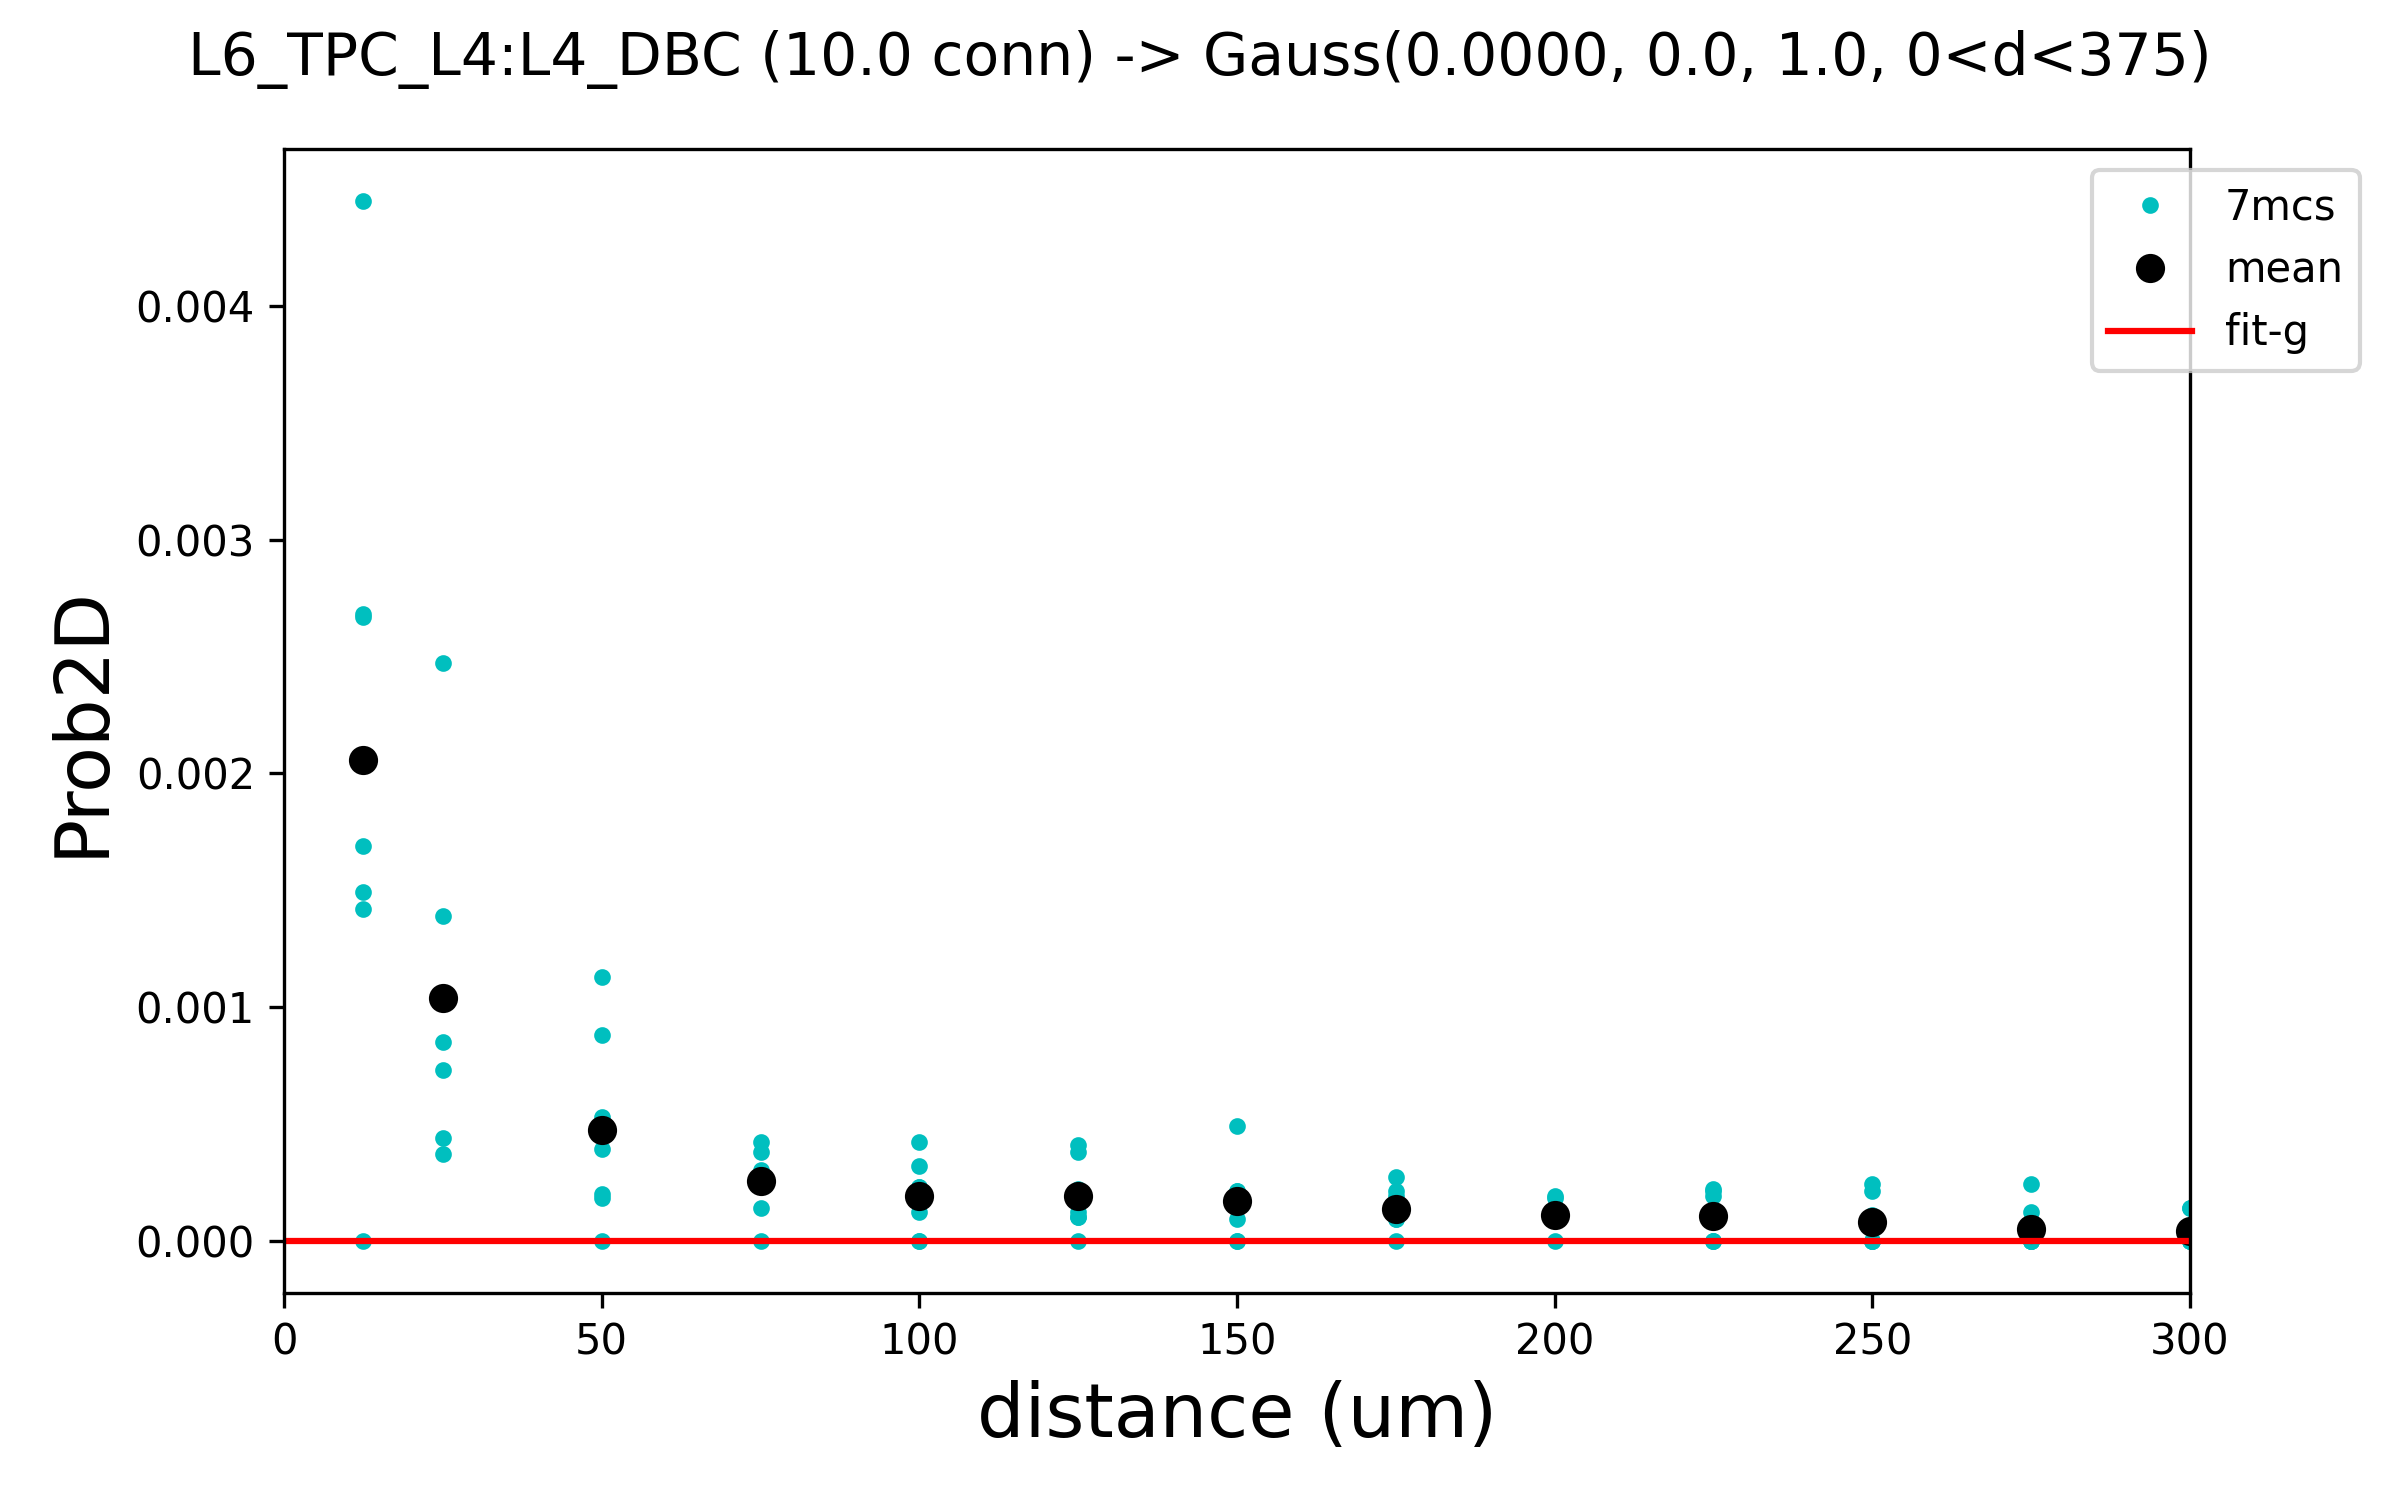 L6_TPC_L4:L4_DBC (10.0 conn) -> Gauss(0.0000, 0.0, 1.0, 0<d<375)
7mcs
mean
fit-g
Prob2D
0.004
0.003
0.002
0.001
0.000
0 50 100 150 200 250 300
distance (um)